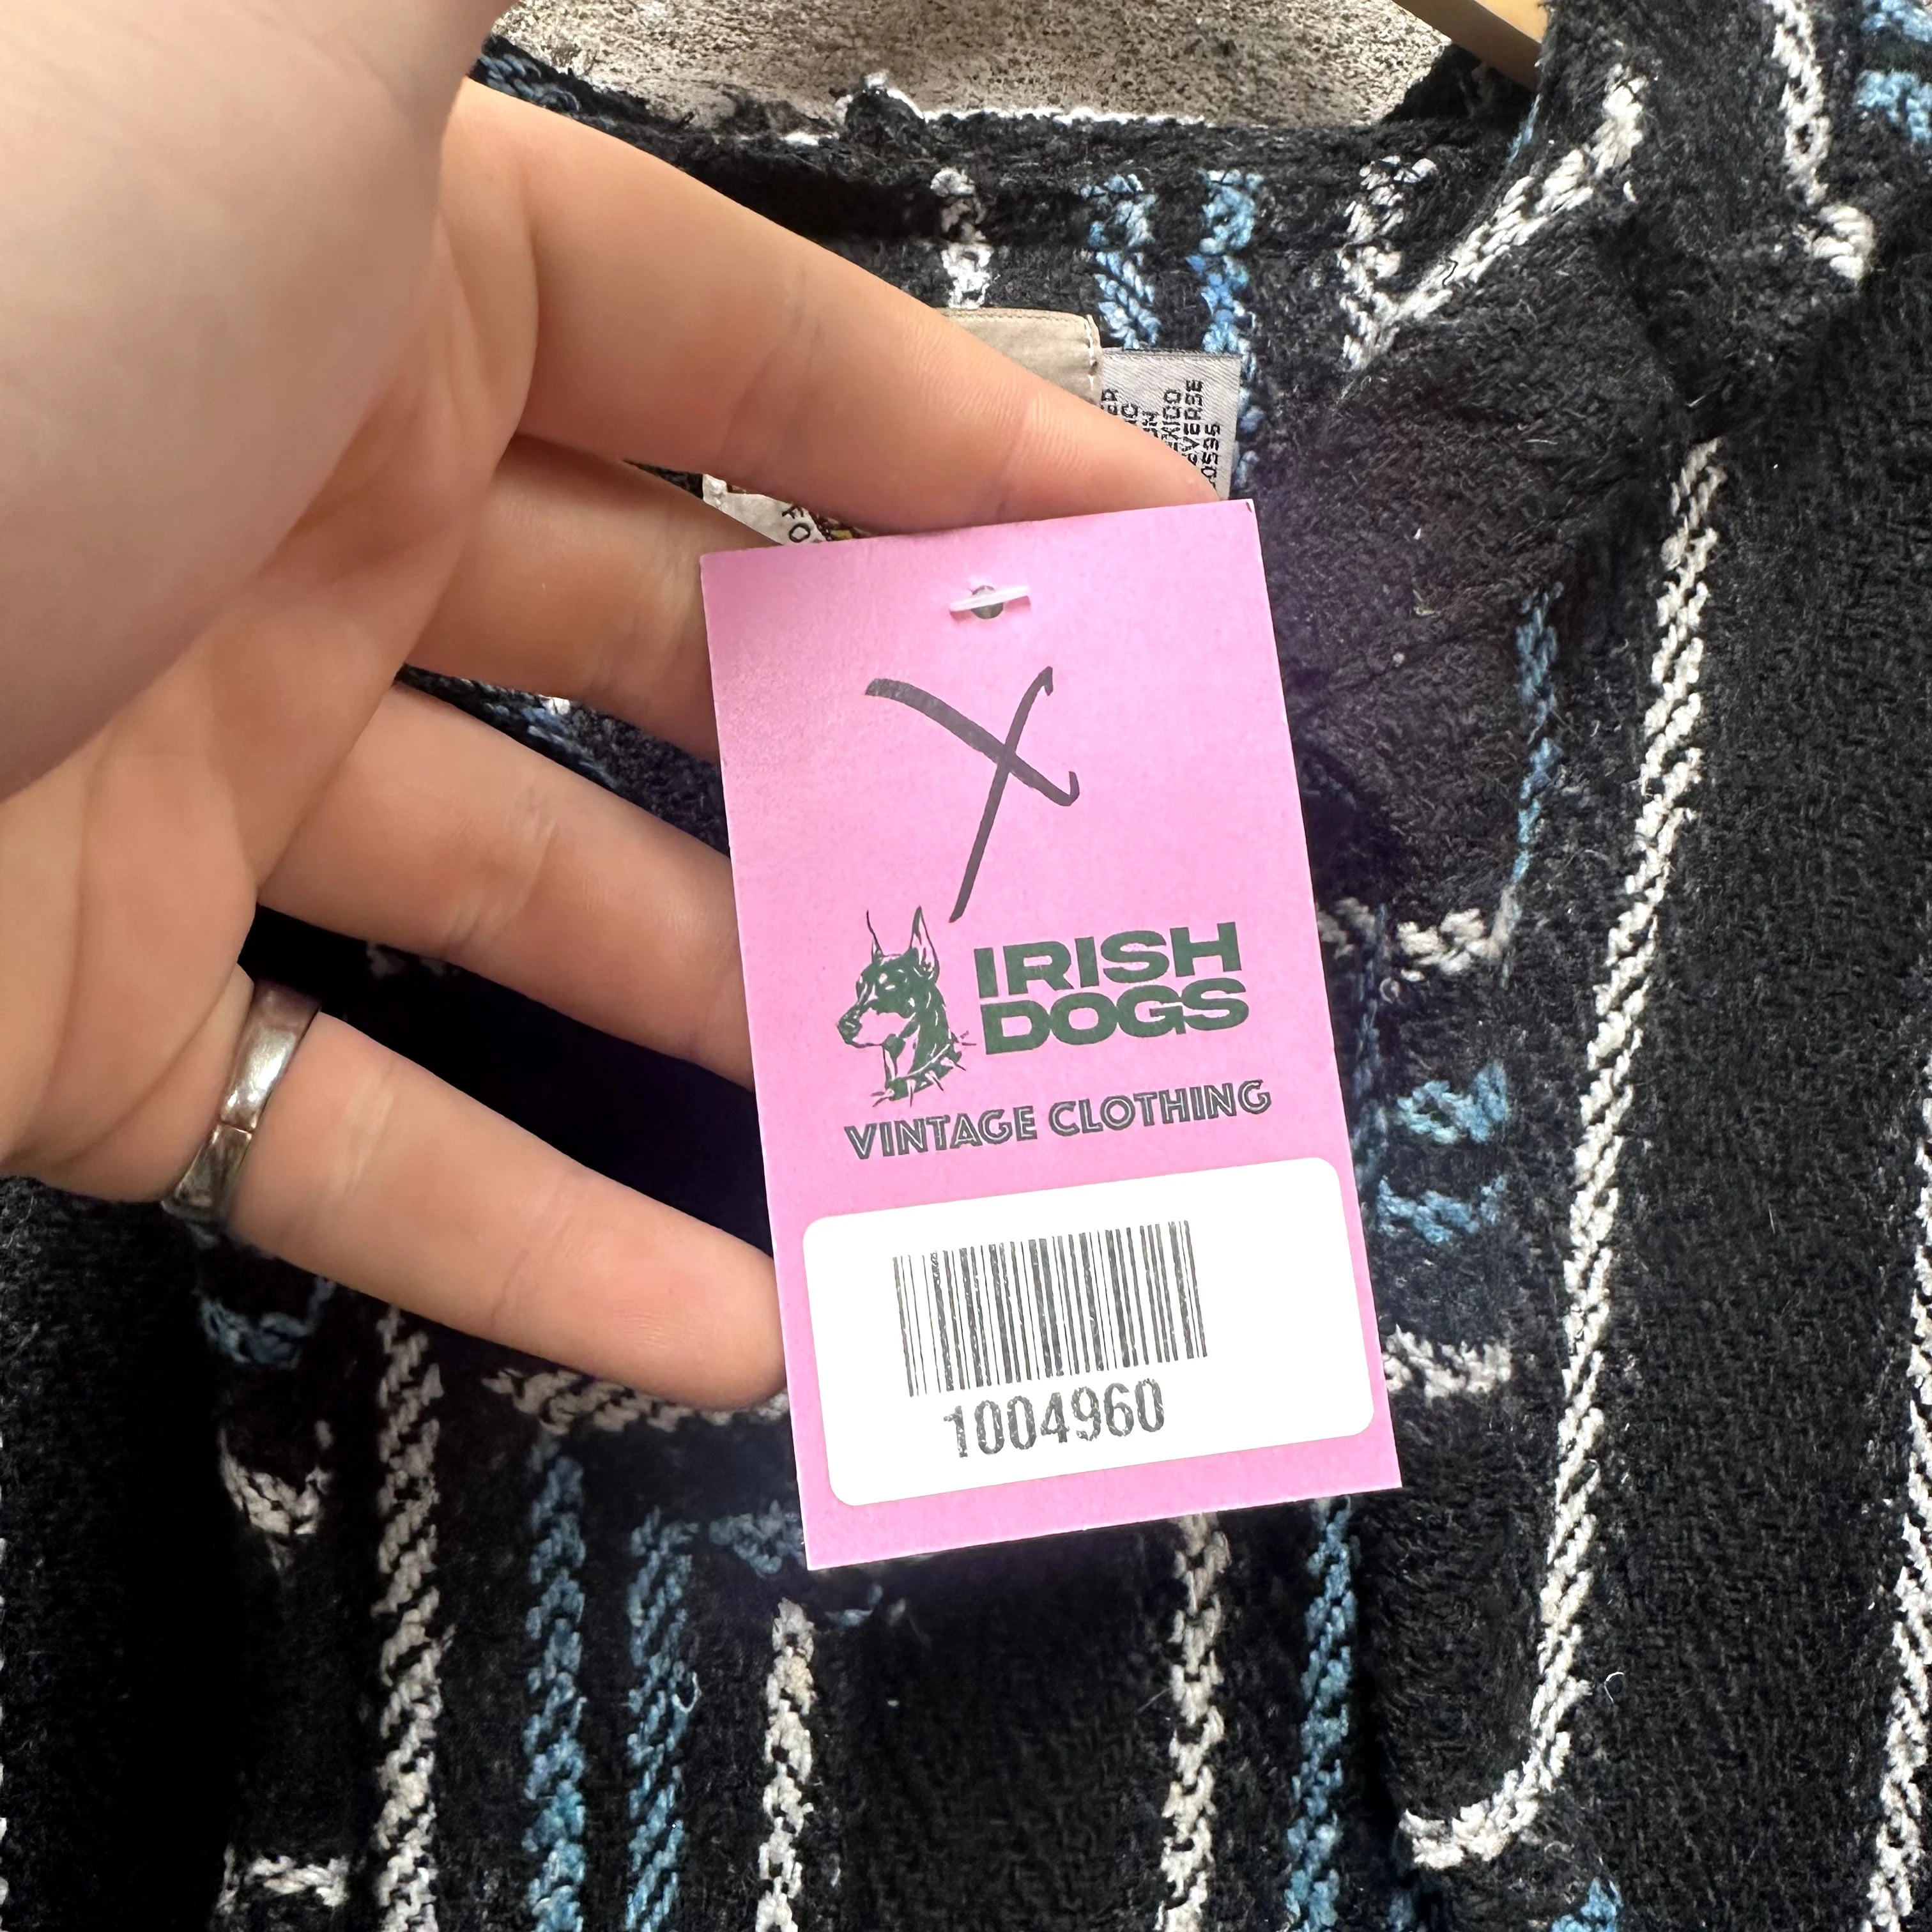 X
IRISH
DOGS
VINTAGE CLOTHING
1004960